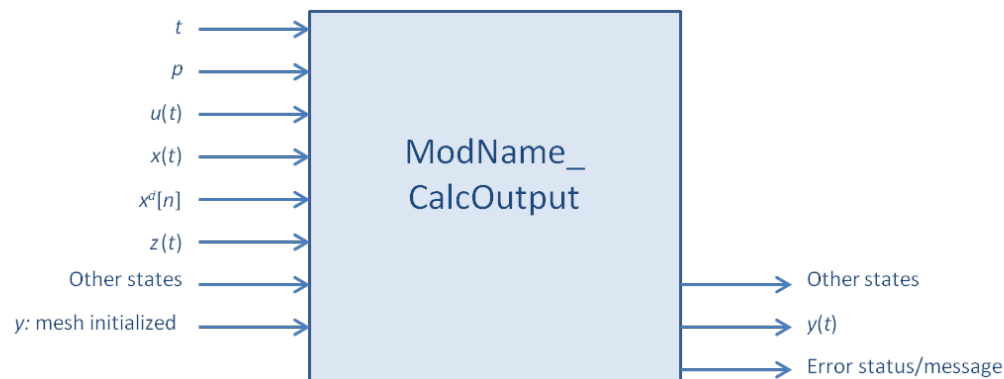 t
p
u(t)
x(t)
xᵈ[n]
z(t)
Other states
y: mesh initialized
ModName_
CalcOutput
Other states
y(t)
Error status/message